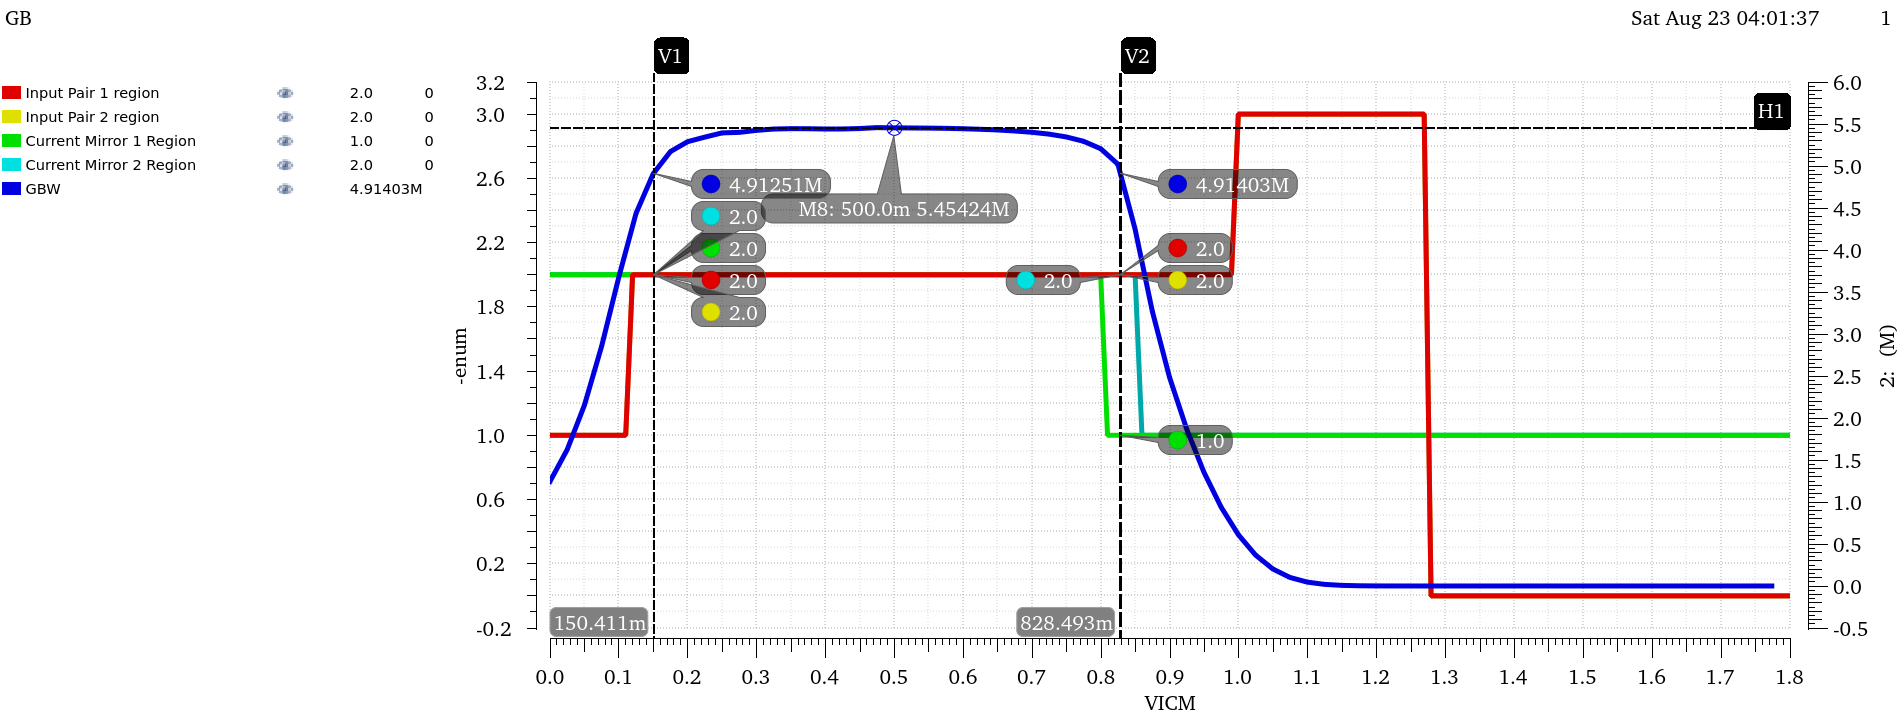 GB
Sat Aug 23 04:01:37 1
V1
V2
H1
Input Pair 1 region 2.0 0
Input Pair 2 region 2.0 0
Current Mirror 1 Region 1.0 0
Current Mirror 2 Region 2.0 0
GBW 4.91403M
3.2
3.0
2.6
2.2
1.8
1.4
1.0
0.6
0.2
-0.2
-enum
4.91251M
2.0
2.0
2.0
2.0
M8: 500.0m 5.45424M
4.91403M
2.0
2.0
2.0
1.0
150.411m
828.493m
6.0
5.5
5.0
4.5
4.0
3.5
3.0
2.5
2.0
1.5
1.0
0.5
0.0
-0.5
2: (M)
0.0 0.1 0.2 0.3 0.4 0.5 0.6 0.7 0.8 0.9 1.0 1.1 1.2 1.3 1.4 1.5 1.6 1.7 1.8
VICM